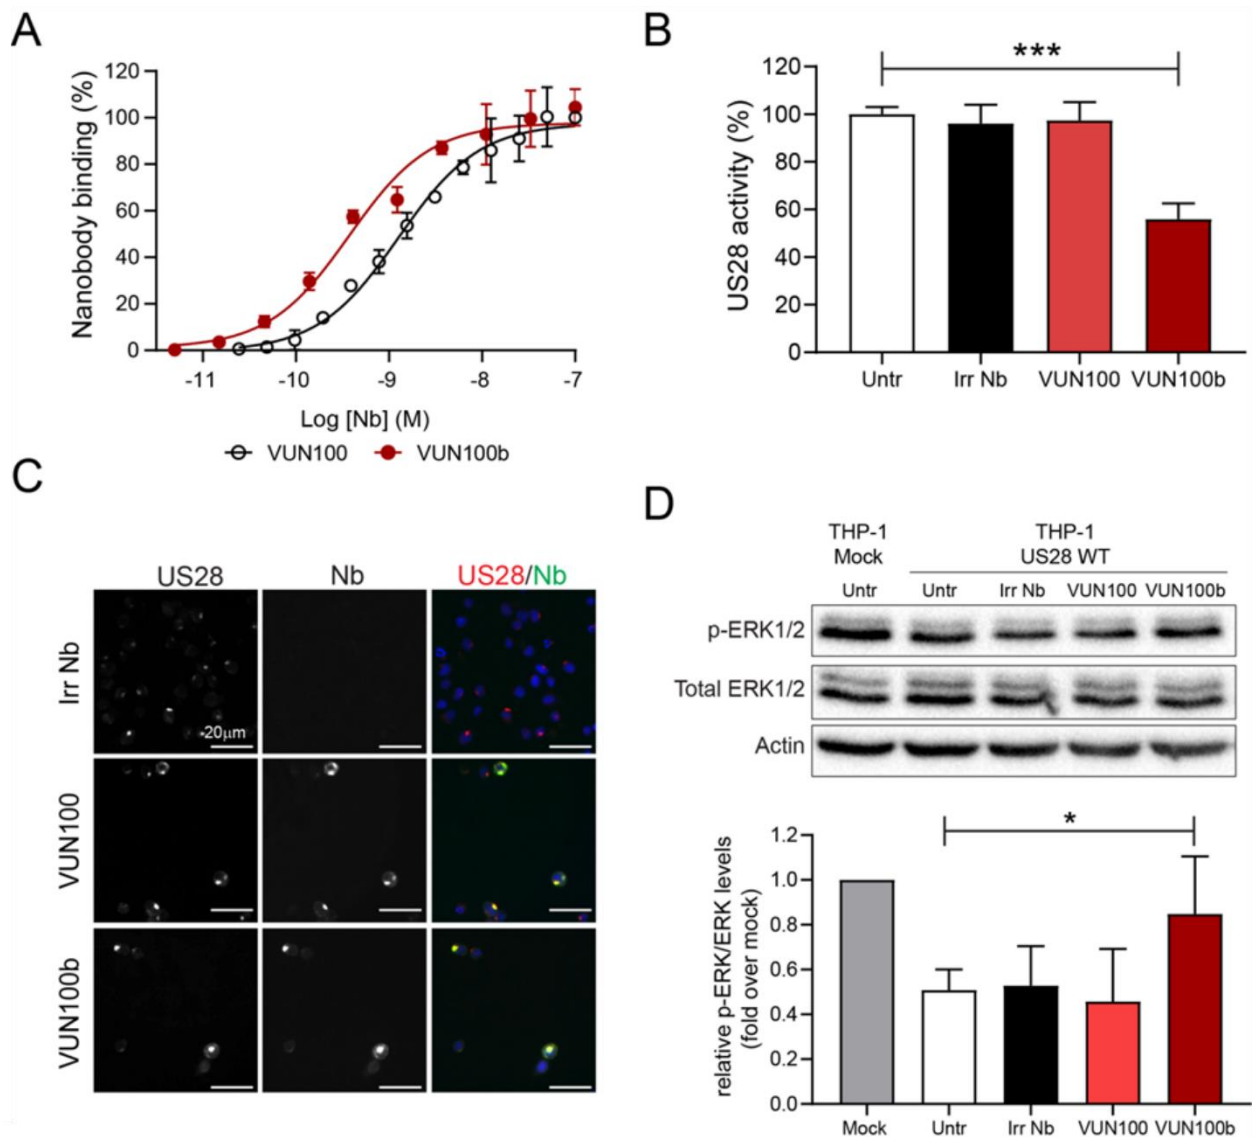 A
Nanobody binding (%)
120
100
80
60
40
20
0
-11 -10 -9 -8 -7
Log [Nb] (M)
VUN100 VUN100b
B
***
US28 activity (%)
120
100
80
60
40
20
0
Untr Irr Nb VUN100 VUN100b
C
US28 Nb US28/Nb
Irr Nb
20μm
VUN100
VUN100b
D
THP-1 THP-1
Mock US28 WT
Untr Untr Irr Nb VUN100 VUN100b
p-ERK1/2
Total ERK1/2
Actin
*
relative p-ERK/ERK levels
(fold over mock)
1.2
1.0
0.8
0.6
0.4
0.2
0.0
Mock Untr Irr Nb VUN100 VUN100b